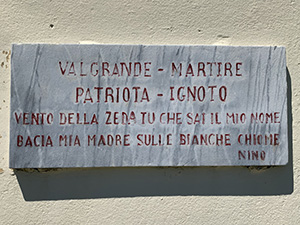 VALGRANDE - MARTIRE
PATRIOTA - IGNOTO
VENTO DELLA ZEDA TU CHE SAI IL MIO NOME
BACIA MIA MADRE SULLE BIANCHE CHIOME
NINO